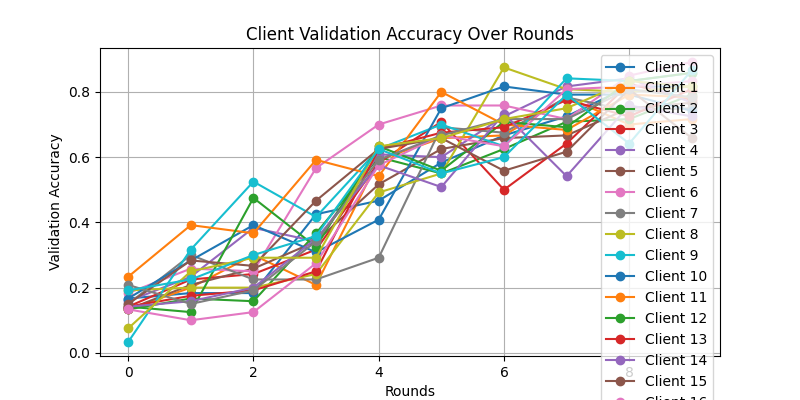 Client Validation Accuracy Over Rounds
Validation Accuracy
0.8
0.6
0.4
0.2
0.0
0
2
4
6
8
Rounds
Client 0
Client 1
Client 2
Client 3
Client 4
Client 5
Client 6
Client 7
Client 8
Client 9
Client 10
Client 11
Client 12
Client 13
Client 14
Client 15
Client 16